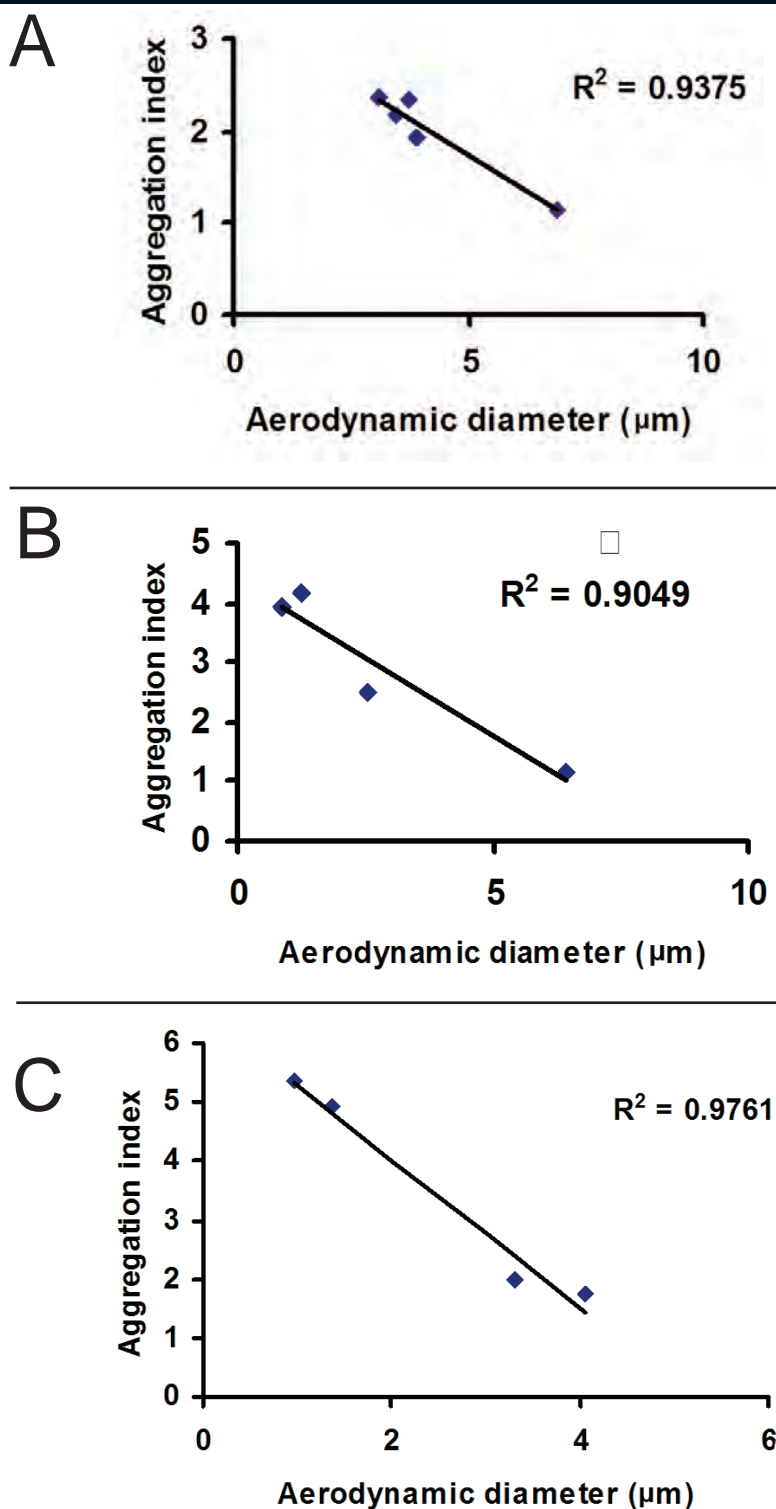 A
3
2
1
0
Aggregation index
R² = 0.9375
0 5 10
Aerodynamic diameter (µm)
B
5
4
3
2
1
0
Aggregation index
R² = 0.9049
0 5 10
Aerodynamic diameter (µm)
C
6
5
4
3
2
1
0
Aggregation index
R² = 0.9761
0 2 4 6
Aerodynamic diameter (µm)